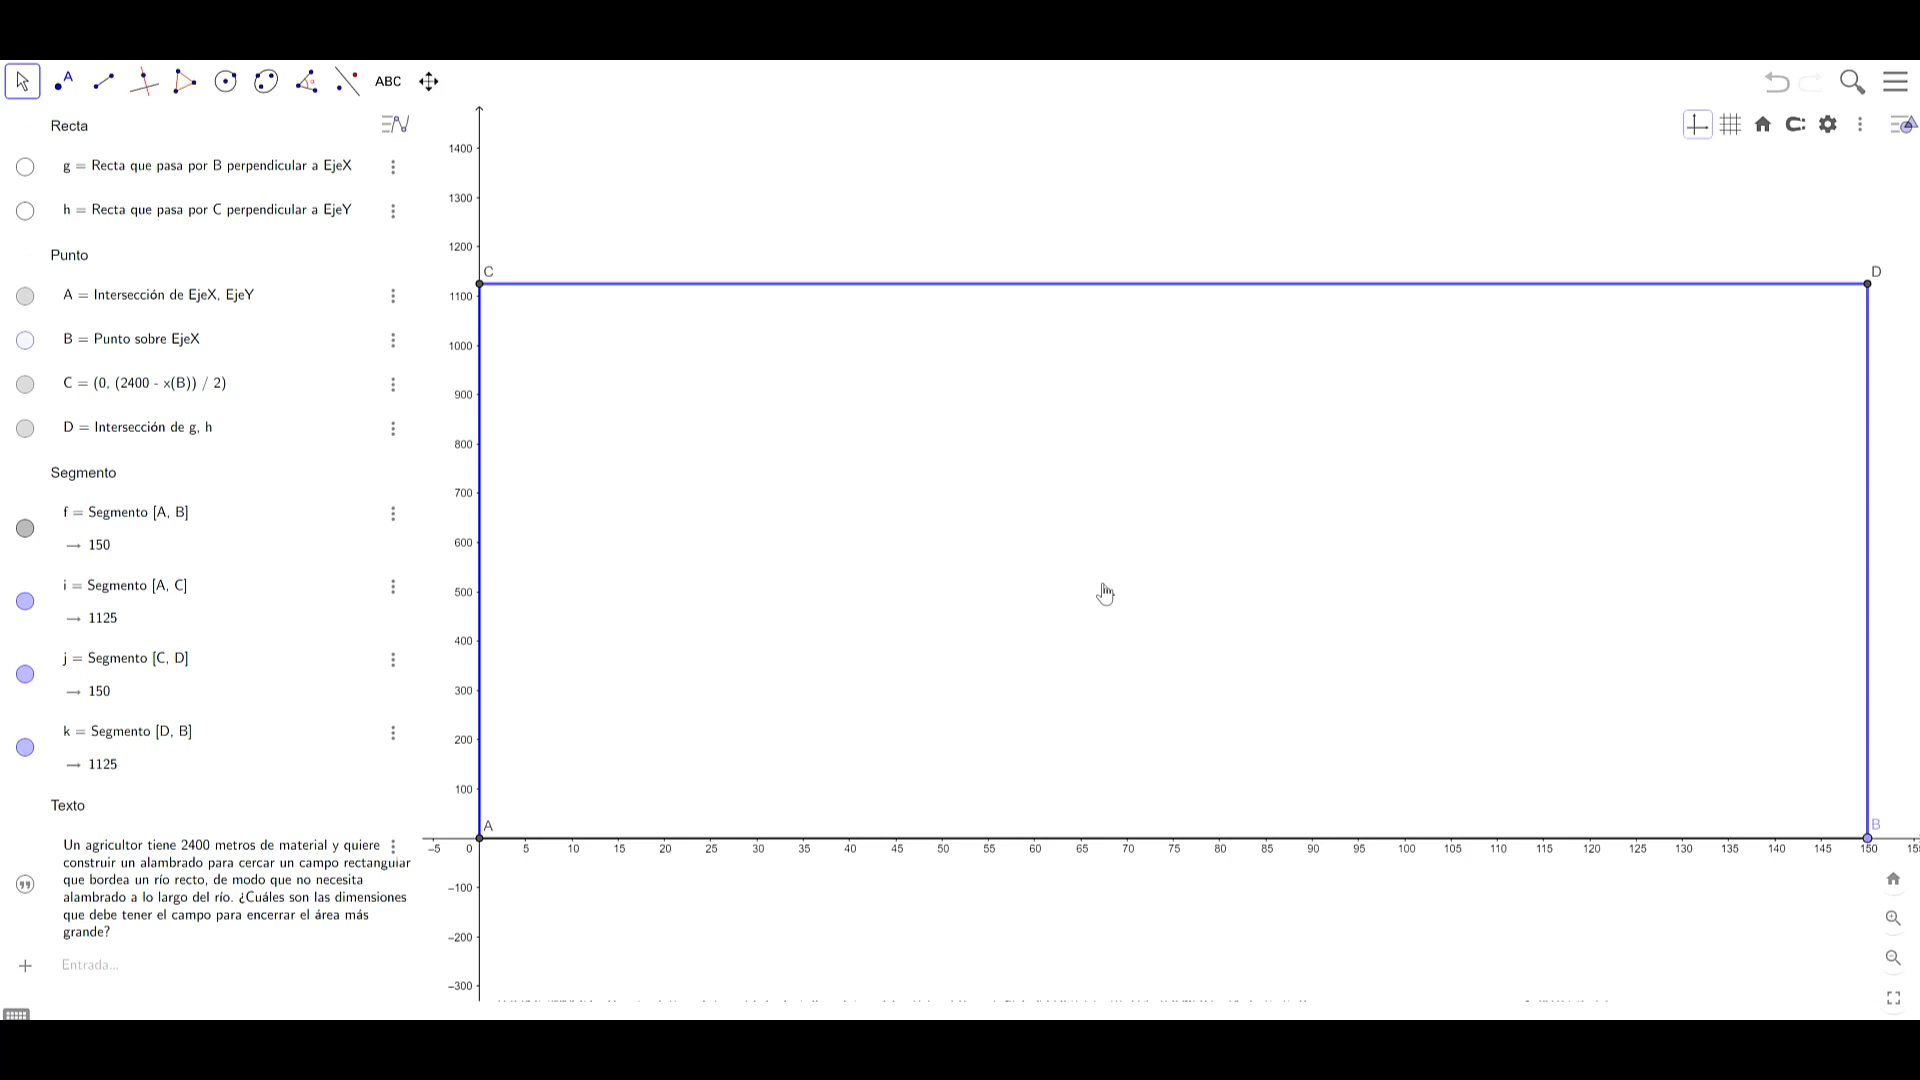 A
ABC
Recta
g = Recta que pasa por B perpendicular a EjeX
h = Recta que pasa por C perpendicular a EjeY
Punto
A = Intersección de EjeX, EjeY
B = Punto sobre EjeX
C = (0, (2400 - x(B)) / 2)
D = Intersección de g, h
Segmento
f = Segmento [A, B]
→ 150
i = Segmento [A, C]
→ 1125
j = Segmento [C, D]
→ 150
k = Segmento [D, B]
→ 1125
Texto
Un agricultor tiene 2400 metros de material y quiere
construir un alambrado para cercar un campo rectangular
que bordea un río recto, de modo que no necesita
alambrado a lo largo del río. ¿Cuáles son las dimensiones
que debe tener el campo para encerrar el área más
grande?
Entrada...
1400
1300
1200
C
D
1100
1000
900
800
700
600
500
400
300
200
100
A
B
−5 0 5 10 15 20 25 30 35 40 45 50 55 60 65 70 75 80 85 90 95 100 105 110 115 120 125 130 135 140 145 150
−100
−200
−300